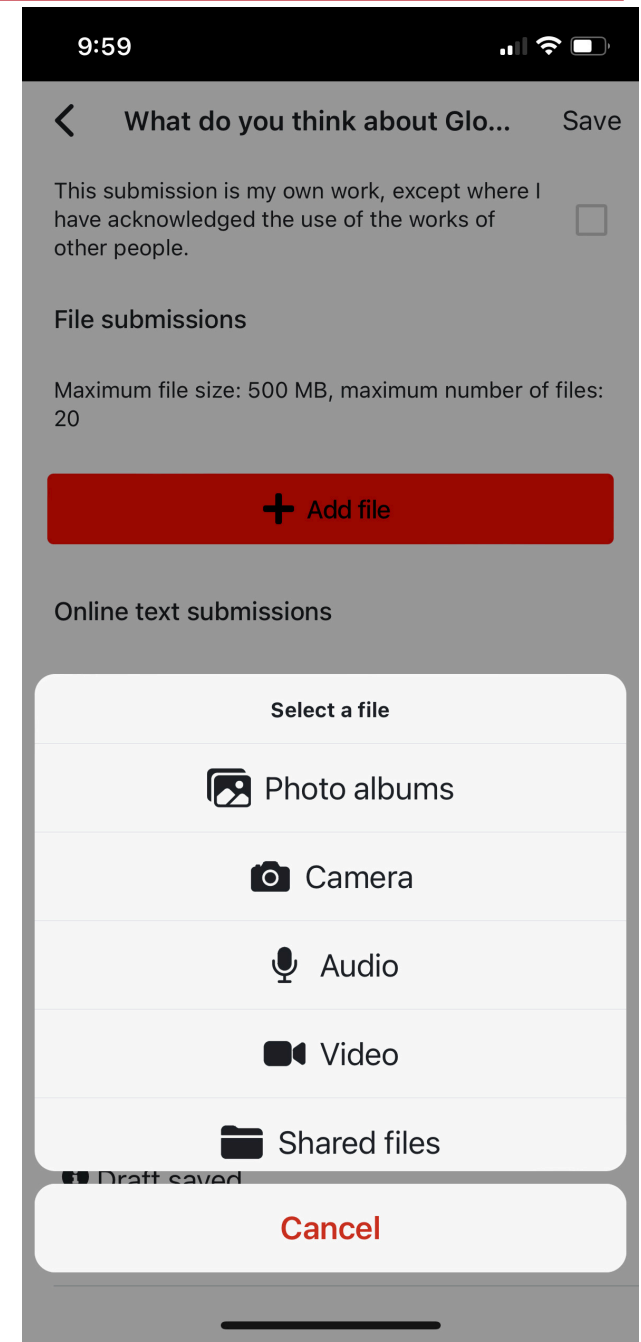 9:59
What do you think about Glo...
Save
This submission is my own work, except where I
have acknowledged the use of the works of
other people.
File submissions
Maximum file size: 500 MB, maximum number of files:
20
Add file
Online text submissions
Select a file
Photo albums
Camera
Audio
Video
Shared files
Draft saved
Cancel